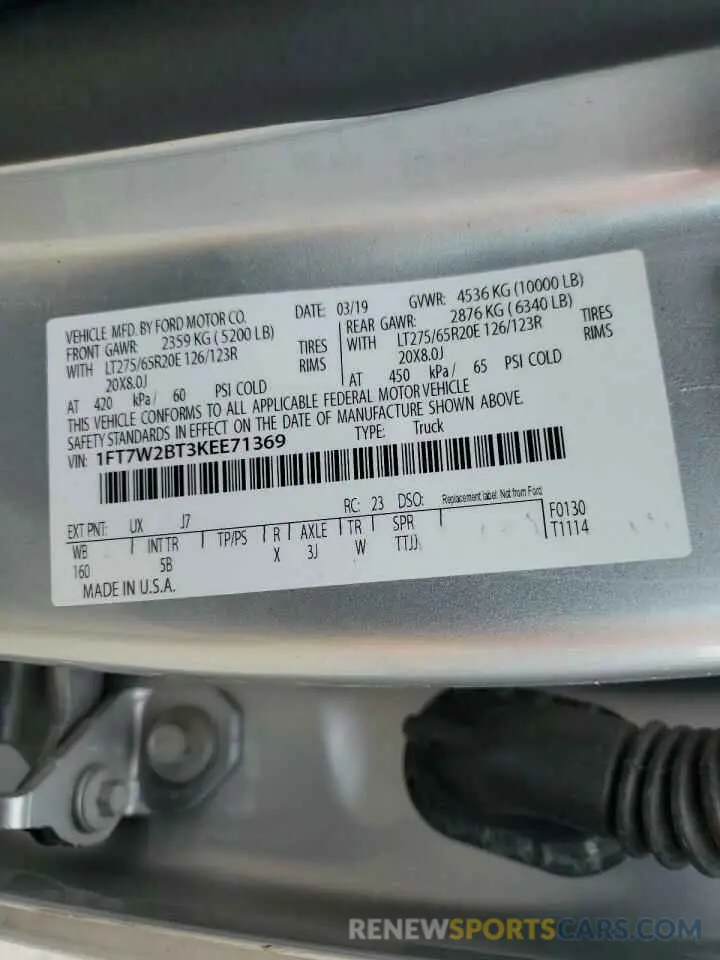 VEHICLE MFD. BY FORD MOTOR CO. DATE: 03/19 GVWR: 4536 KG (10000 LB)
FRONT GAWR: 2359 KG ( 5200 LB) REAR GAWR: 2876 KG ( 6340 LB)
WITH LT275/65R20E 126/123R TIRES WITH LT275/65R20E 126/123R TIRES
20X8.0J RIMS 20X8.0J RIMS
AT 420 kPa/ 60 PSI COLD AT 450 kPa/ 65 PSI COLD
THIS VEHICLE CONFORMS TO ALL APPLICABLE FEDERAL MOTOR VEHICLE
SAFETY STANDARDS IN EFFECT ON THE DATE OF MANUFACTURE SHOWN ABOVE.
VIN: 1FT7W2BT3KEE71369 TYPE: Truck
EXT PNT: UX J7 RC: 23 DSO: Replacement label. Not from Ford
WB INT TR TP/PS R AXLE TR SPR F0130
160 5B X 3J W TTJJ T1114
MADE IN U.S.A.
RENEWSPORTSCARS.COM